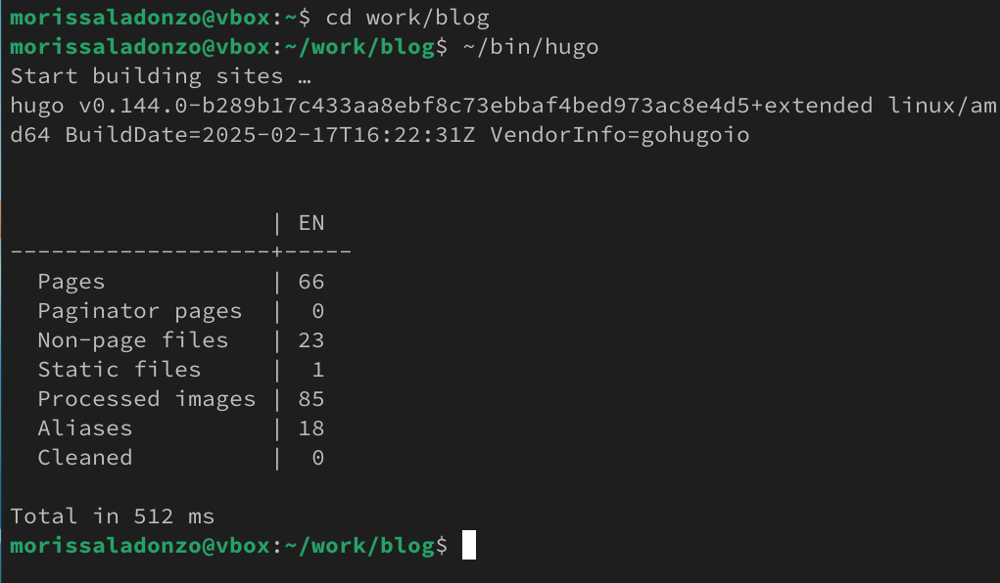 morissaladonzo@vbox:~$ cd work/blog
morissaladonzo@vbox:~/work/blog$ ~/bin/hugo
Start building sites …
hugo v0.144.0-b289b17c433aa8ebf8c73ebbaf4bed973ac8e4d5+extended linux/am
d64 BuildDate=2025-02-17T16:22:31Z VendorInfo=gohugoio
                   | EN
-------------------+-----
  Pages            | 66
  Paginator pages  |  0
  Non-page files   | 23
  Static files     |  1
  Processed images | 85
  Aliases          | 18
  Cleaned          |  0
Total in 512 ms
morissaladonzo@vbox:~/work/blog$